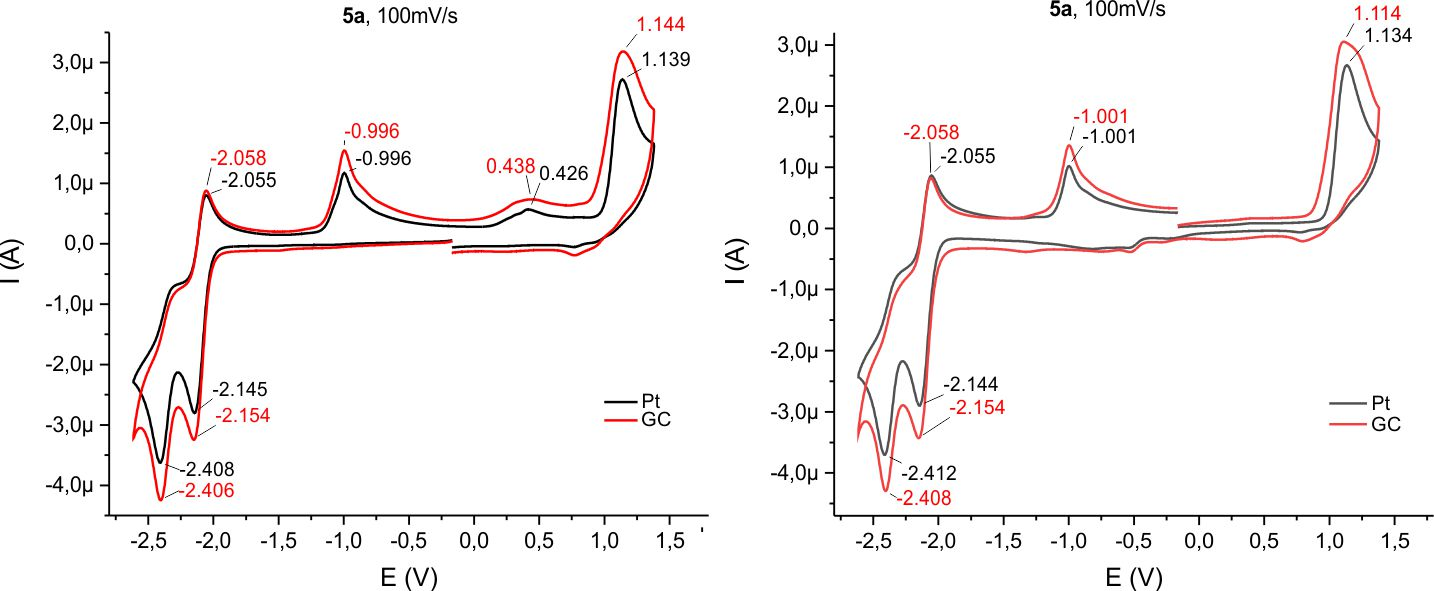 5a, 100mV/s
1.144
1.139
3,0µ
2,0µ
1,0µ
0,0
-1,0µ
-2,0µ
-3,0µ
-4,0µ
I (A)
-2.058
-2.055
-0.996
-0.996
0.438
0.426
-2.145
-2.154
-2.408
-2.406
Pt
GC
-2,5
-2,0
-1,5
-1,0
-0,5
0,0
0,5
1,0
1,5
E (V)
5a, 100mV/s
1.114
1.134
3,0µ
2,0µ
1,0µ
0,0
-1,0µ
-2,0µ
-3,0µ
-4,0µ
I (A)
-2.058
-2.055
-1.001
-1.001
-2.144
-2.154
-2.412
-2.408
Pt
GC
-2,5
-2,0
-1,5
-1,0
-0,5
0,0
0,5
1,0
1,5
E (V)